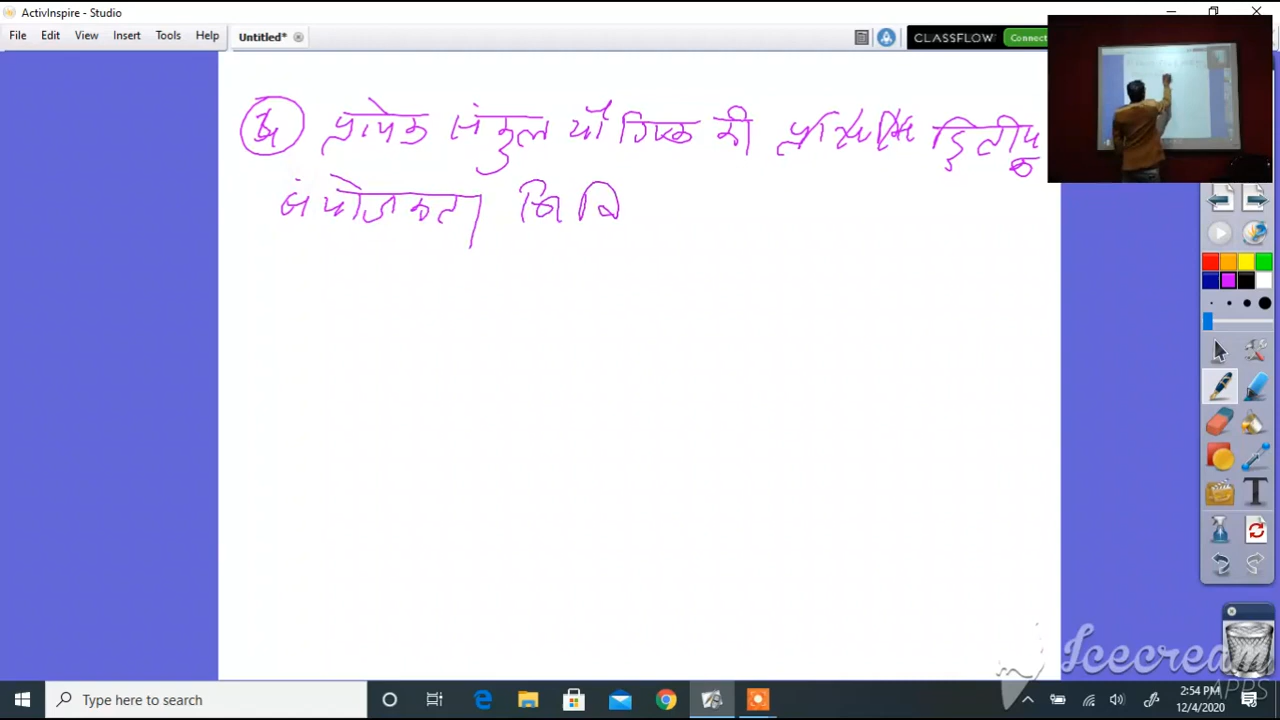 ActivInspire - Studio
File Edit View Insert Tools Help Untitled*
CLASSFLOW Connect
प्रत्येक संकुल यौगिक की प्राथमिक द्वितीयक
संयोजकता
Icecream
APPS
Type here to search
2:54 PM
12/4/2020